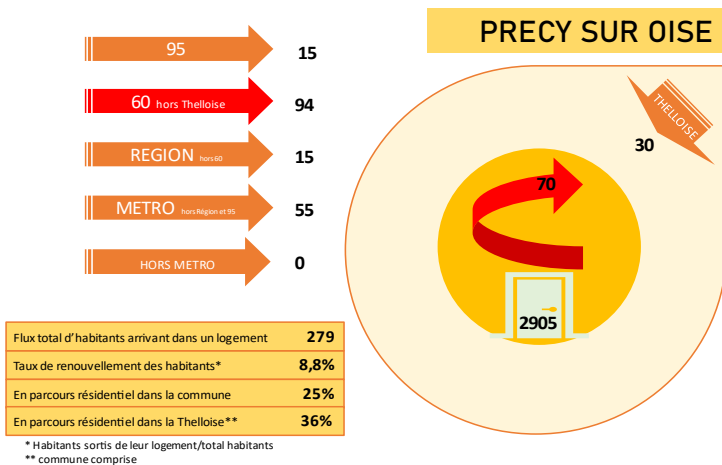 PRECY SUR OISE
95
15
60 hors Thelloise
94
REGION hors 60
15
METRO hors Région et 95
55
HORS METRO
0
THELLOISE
30
70
2905
Flux total d'habitants arrivant dans un logement 279
Taux de renouvellement des habitants* 8,8%
En parcours résidentiel dans la commune 25%
En parcours résidentiel dans la Thelloise** 36%
* Habitants sortis de leur logement/total habitants
** commune comprise